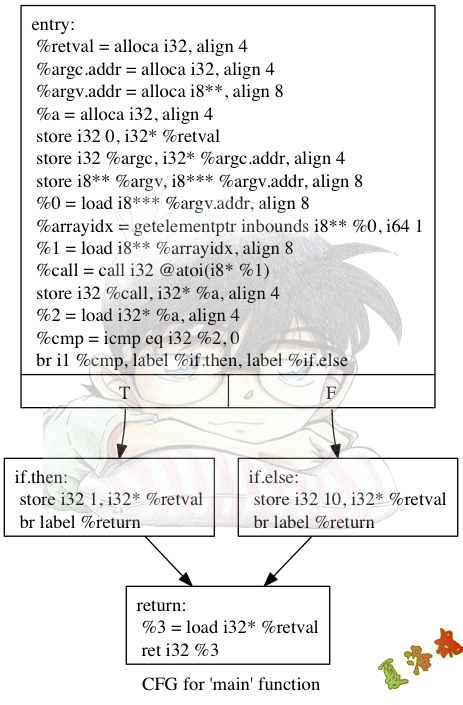 entry:
%retval = alloca i32, align 4
%argc.addr = alloca i32, align 4
%argv.addr = alloca i8**, align 8
%a = alloca i32, align 4
store i32 0, i32* %retval
store i32 %argc, i32* %argc.addr, align 4
store i8** %argv, i8*** %argv.addr, align 8
%0 = load i8*** %argv.addr, align 8
%arrayidx = getelementptr inbounds i8** %0, i64 1
%1 = load i8** %arrayidx, align 8
%call = call i32 @atoi(i8* %1)
store i32 %call, i32* %a, align 4
%2 = load i32* %a, align 4
%cmp = icmp eq i32 %2, 0
br i1 %cmp, label %if.then, label %if.else
T
F
if.then:
store i32 1, i32* %retval
br label %return
if.else:
store i32 10, i32* %retval
br label %return
return:
%3 = load i32* %retval
ret i32 %3
CFG for 'main' function
夏海糖